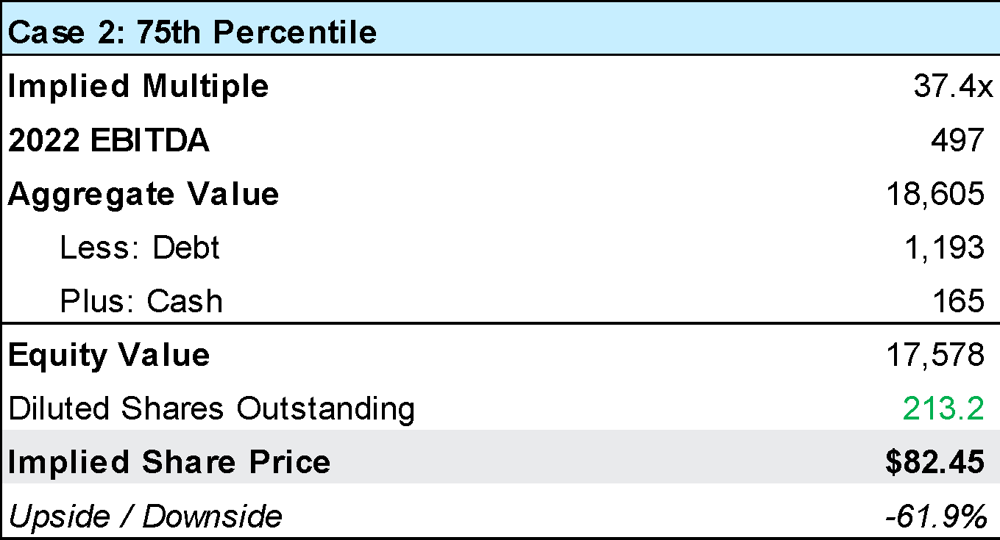 Case 2: 75th Percentile
Implied Multiple 37.4x
2022 EBITDA 497
Aggregate Value 18,605
Less: Debt 1,193
Plus: Cash 165
Equity Value 17,578
Diluted Shares Outstanding 213.2
Implied Share Price $82.45
Upside / Downside -61.9%